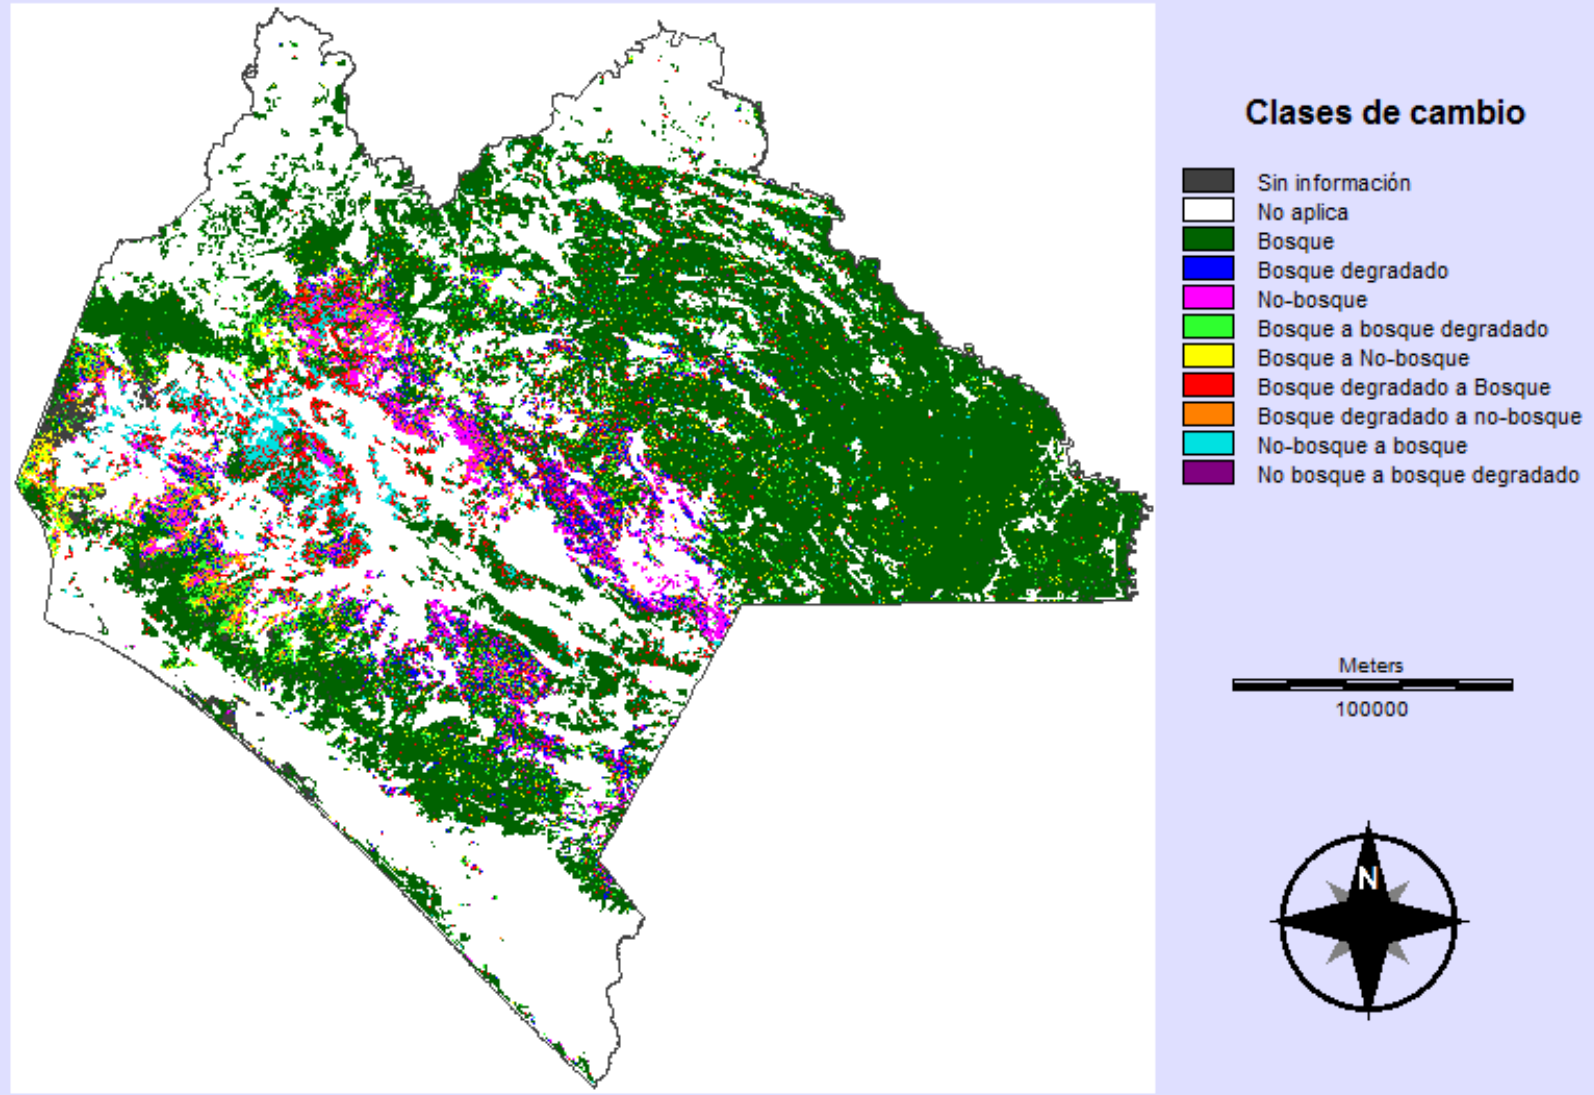 Clases de cambio
Sin información
No aplica
Bosque
Bosque degradado
No-bosque
Bosque a bosque degradado
Bosque a No-bosque
Bosque degradado a Bosque
Bosque degradado a no-bosque
No-bosque a bosque
No bosque a bosque degradado
Meters
100000
N